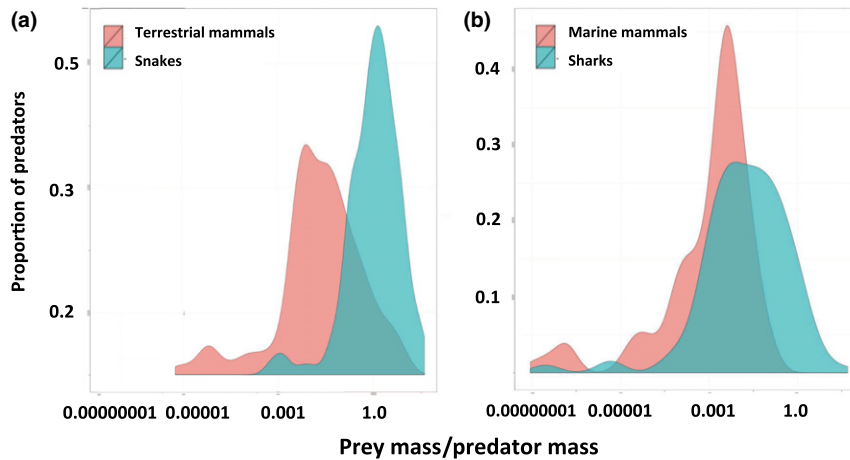 (a)
Terrestrial mammals
Snakes
0.5
0.3
0.2
Proportion of predators
0.00000001 0.00001 0.001 1.0
(b)
Marine mammals
Sharks
0.4
0.3
0.2
0.1
0.00000001 0.00001 0.001 1.0
Prey mass/predator mass